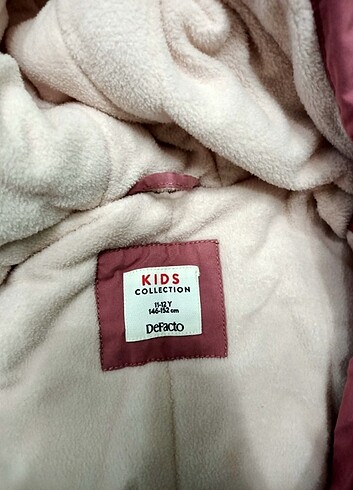 KIDS
COLLECTION
11-12 Y
146-152 cm
DeFacto